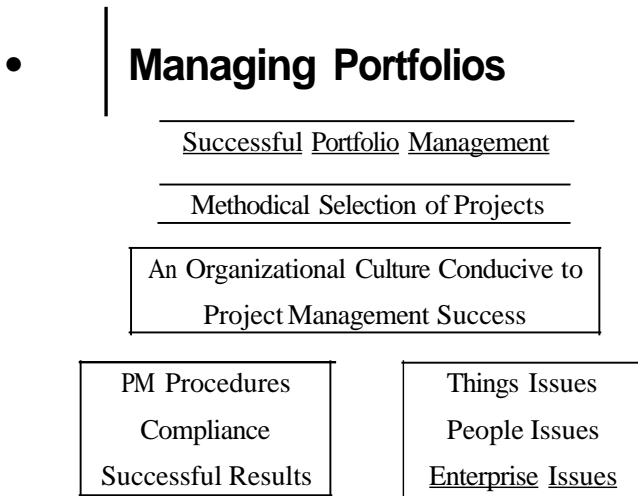 • Managing Portfolios
Successful Portfolio Management
Methodical Selection of Projects
An Organizational Culture Conducive to
Project Management Success
PM Procedures
Compliance
Successful Results
Things Issues
People Issues
Enterprise Issues